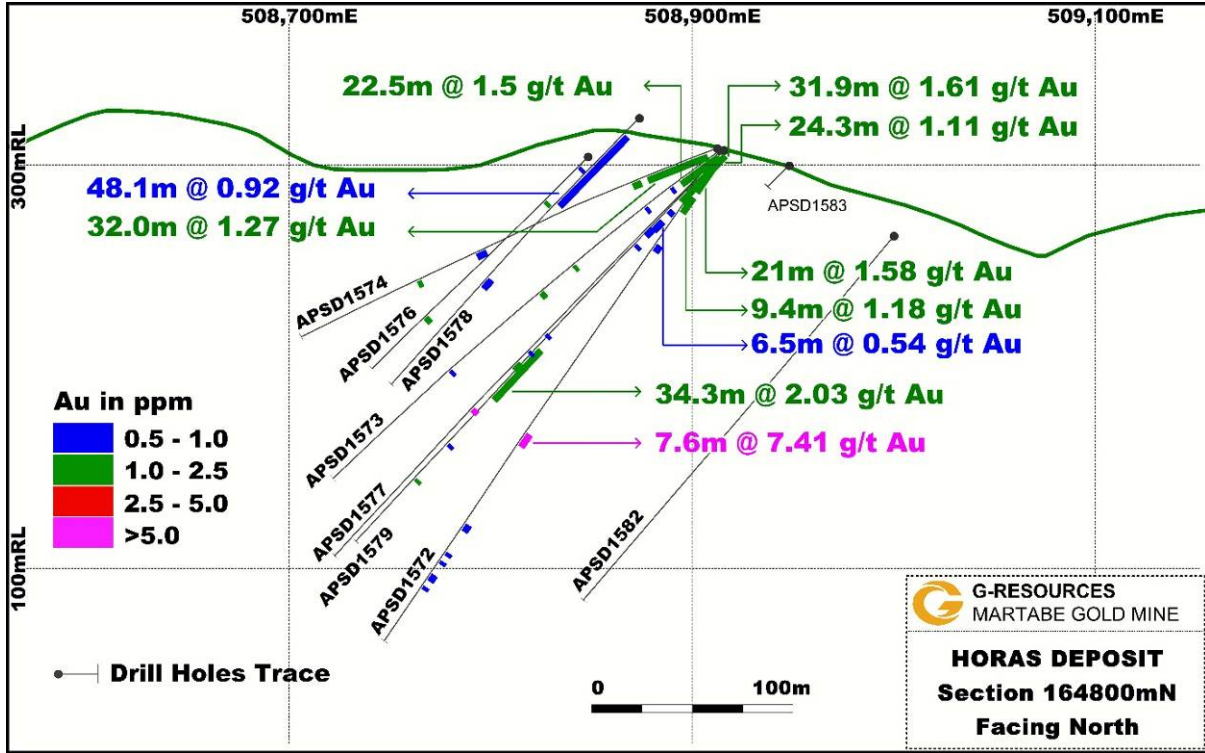 508,700mE
508,900mE
509,100mE
22.5m @ 1.5 g/t Au
31.9m @ 1.61 g/t Au
24.3m @ 1.11 g/t Au
300mRL
48.1m @ 0.92 g/t Au
32.0m @ 1.27 g/t Au
APSD1583
21m @ 1.58 g/t Au
9.4m @ 1.18 g/t Au
6.5m @ 0.54 g/t Au
APSD1574
APSD1576
APSD1578
34.3m @ 2.03 g/t Au
7.6m @ 7.41 g/t Au
Au in ppm
0.5 - 1.0
1.0 - 2.5
2.5 - 5.0
>5.0
APSD1573
APSD1577
APSD1579
APSD1572
APSD1582
100mRL
Drill Holes Trace
0 100m
G-RESOURCES
MARTABE GOLD MINE
HORAS DEPOSIT
Section 164800mN
Facing North